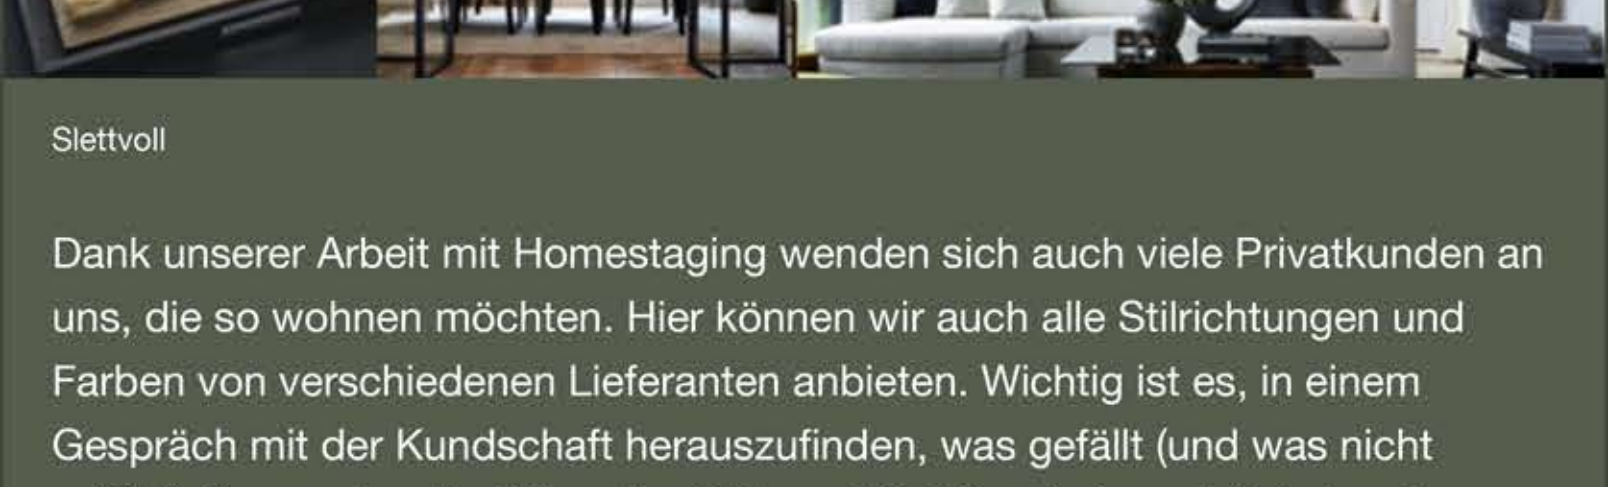 Slettvoll
Dank unserer Arbeit mit Homestaging wenden sich auch viele Privatkunden an
uns, die so wohnen möchten. Hier können wir auch alle Stilrichtungen und
Farben von verschiedenen Lieferanten anbieten. Wichtig ist es, in einem
Gespräch mit der Kundschaft herauszufinden, was gefällt (und was nicht